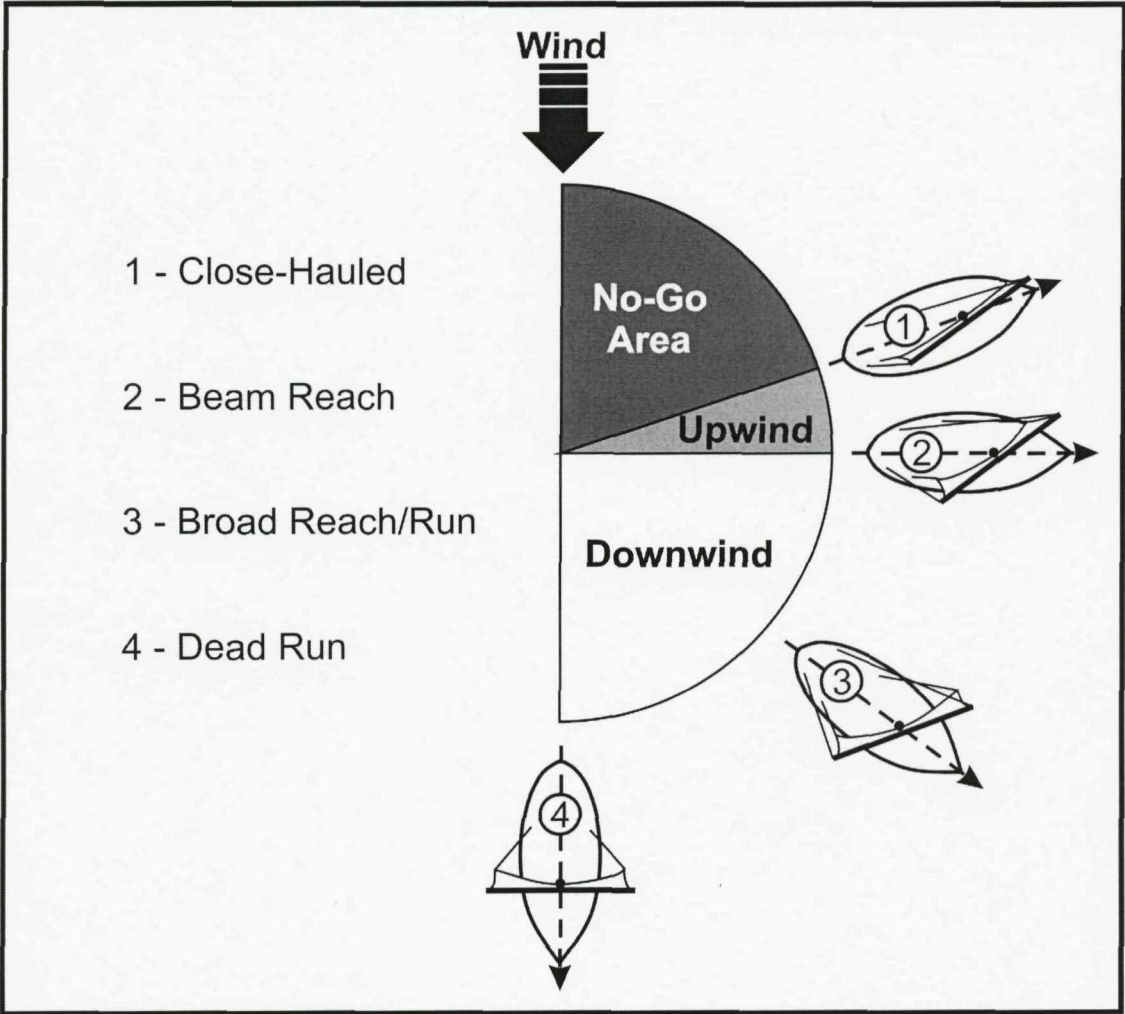 Wind
No-Go
Area
Upwind
Downwind
1 - Close-Hauled
2 - Beam Reach
3 - Broad Reach/Run
4 - Dead Run
1
2
3
4